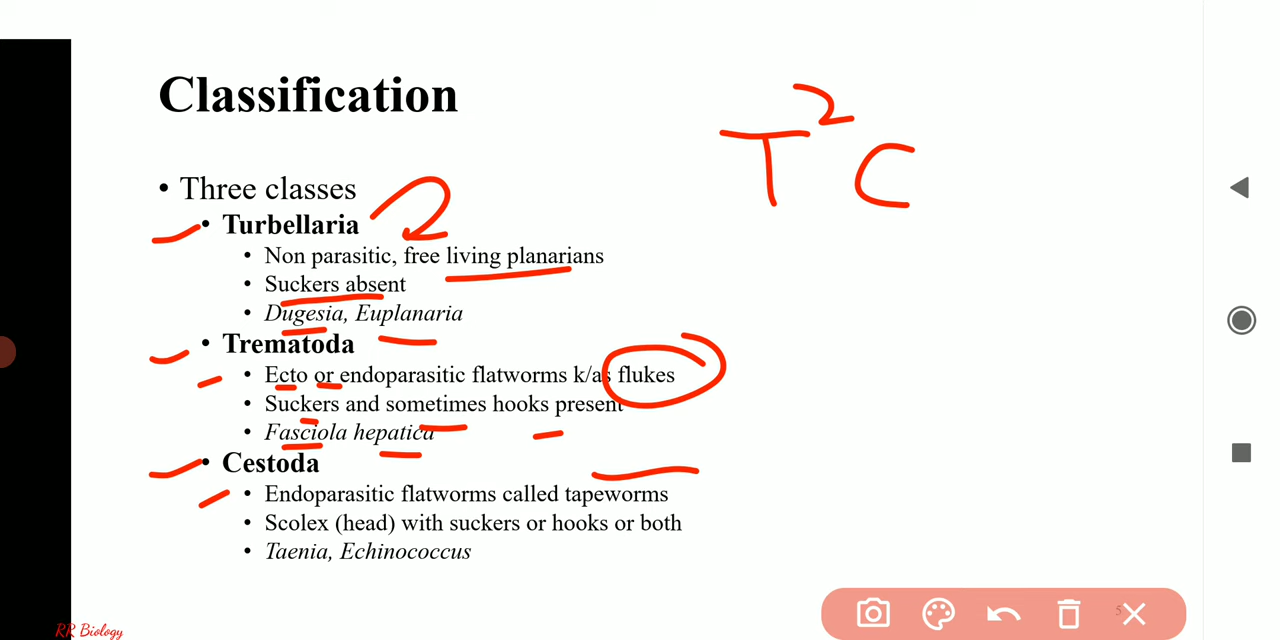 Classification
T²C
• Three classes
• Turbellaria
• Non parasitic, free living planarians
• Suckers absent
• Dugesia, Euplanaria
• Trematoda
• Ecto or endoparasitic flatworms k/as flukes
• Suckers and sometimes hooks present
• Fasciola hepatica
• Cestoda
• Endoparasitic flatworms called tapeworms
• Scolex (head) with suckers or hooks or both
• Taenia, Echinococcus
5
RR Biology